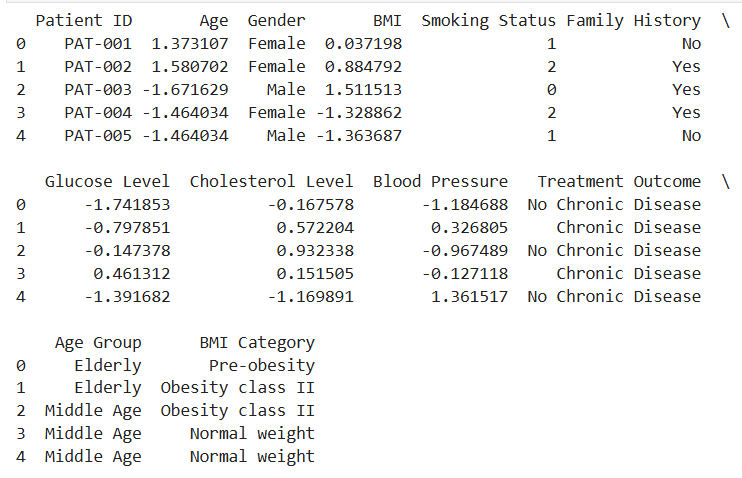 Patient ID Age Gender BMI Smoking Status Family History \
0 PAT-001 1.373107 Female 0.037198 1 No
1 PAT-002 1.580702 Female 0.884792 2 Yes
2 PAT-003 -1.671629 Male 1.511513 0 Yes
3 PAT-004 -1.464034 Female -1.328862 2 Yes
4 PAT-005 -1.464034 Male -1.363687 1 No
Glucose Level Cholesterol Level Blood Pressure Treatment Outcome \
0 -1.741853 -0.167578 -1.184688 No Chronic Disease
1 -0.797851 0.572204 0.326805 Chronic Disease
2 -0.147378 0.932338 -0.967489 No Chronic Disease
3 0.461312 0.151505 -0.127118 Chronic Disease
4 -1.391682 -1.169891 1.361517 No Chronic Disease
Age Group BMI Category
0 Elderly Pre-obesity
1 Elderly Obesity class II
2 Middle Age Obesity class II
3 Middle Age Normal weight
4 Middle Age Normal weight